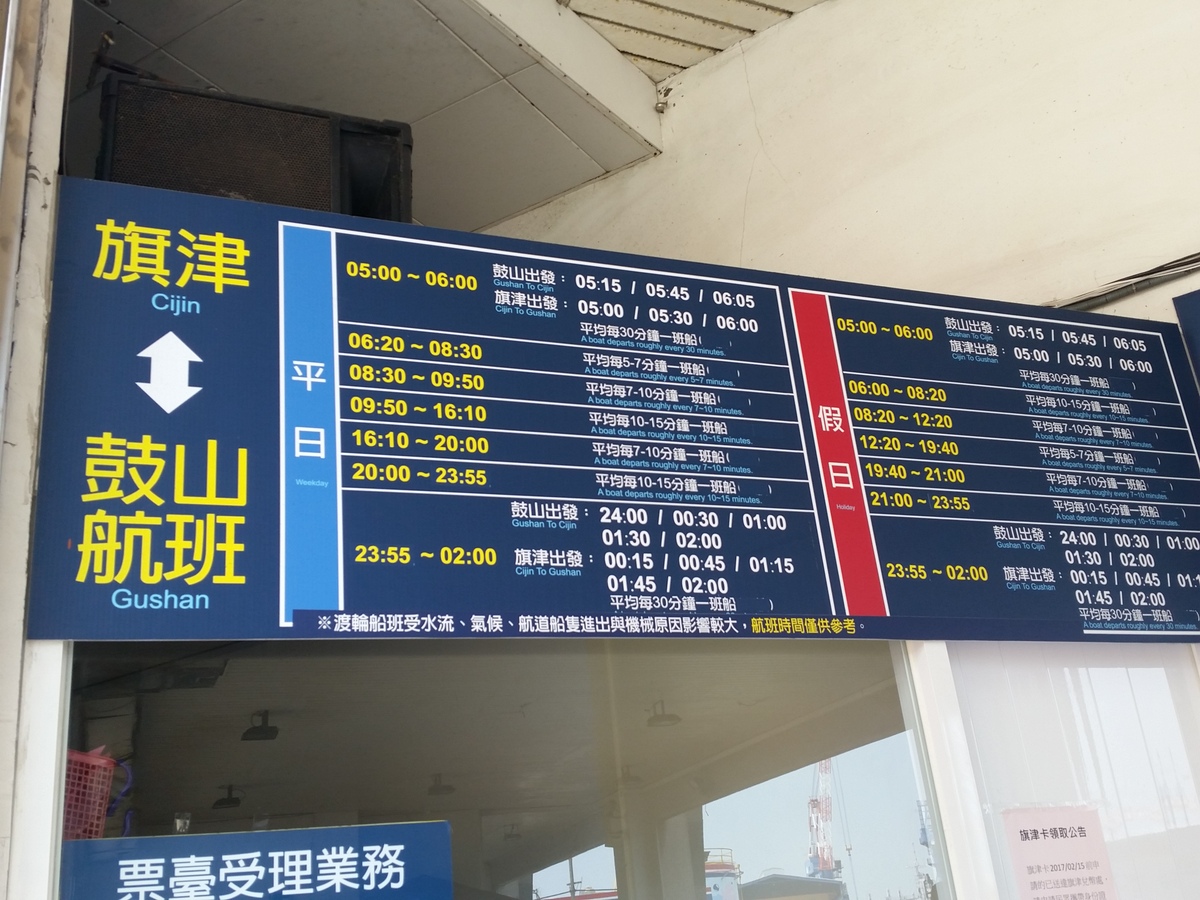 旗津
Cijin
鼓山
航班
Gushan
平日
Weekday
05:00 ~ 06:00
鼓山出發： 05:15 / 05:45 / 06:05
Gushan To Cijin
旗津出發： 05:00 / 05:30 / 06:00
Cijin To Gushan
平均每30分鐘一班船( )
A boat departs roughly every 30 minutes.
06:20 ~ 08:30
平均每5-7分鐘一班船( )
A boat departs roughly every 5~7 minutes.
08:30 ~ 09:50
平均每7-10分鐘一班船( )
A boat departs roughly every 7~10 minutes.
09:50 ~ 16:10
平均每10-15分鐘一班船( )
A boat departs roughly every 10~15 minutes.
16:10 ~ 20:00
平均每7-10分鐘一班船( )
A boat departs roughly every 7~10 minutes.
20:00 ~ 23:55
平均每10-15分鐘一班船( )
A boat departs roughly every 10~15 minutes.
23:55 ~ 02:00
鼓山出發： 24:00 / 00:30 / 01:00
Gushan To Cijin
01:30 / 02:00
旗津出發： 00:15 / 00:45 / 01:15
Cijin To Gushan
01:45 / 02:00
平均每30分鐘一班船 )
假日
Holiday
05:00 ~ 06:00
鼓山出發： 05:15 / 05:45 / 06:05
Gushan To Cijin
旗津出發： 05:00 / 05:30 / 06:00
Cijin To Gushan
平均每30分鐘一班船( )
A boat departs roughly every 30 minutes.
06:00 ~ 08:20
平均每10-15分鐘一班船( )
A boat departs roughly every 10~15 minutes.
08:20 ~ 12:20
平均每7-10分鐘一班船( )
A boat departs roughly every 7~10 minutes.
12:20 ~ 19:40
平均每5-7分鐘一班船( )
A boat departs roughly every 5~7 minutes.
19:40 ~ 21:00
平均每7-10分鐘一班船( )
A boat departs roughly every 7~10 minutes.
21:00 ~ 23:55
平均每10-15分鐘一班船( )
A boat departs roughly every 10~15 minutes.
23:55 ~ 02:00
鼓山出發： 24:00 / 00:30 / 01:00
Gushan To Cijin
01:30 / 02:00
旗津出發： 00:15 / 00:45 /
Cijin To Gushan
01:45 / 02:00
平均每30分鐘一班船( )
A boat departs roughly every 30 minutes.
※渡輪船班受水流、氣候、航道船隻進出與機械原因影響較大，航班時間僅供參考。
票臺受理業務
旗津卡領取公告
旗津卡2017/02/15